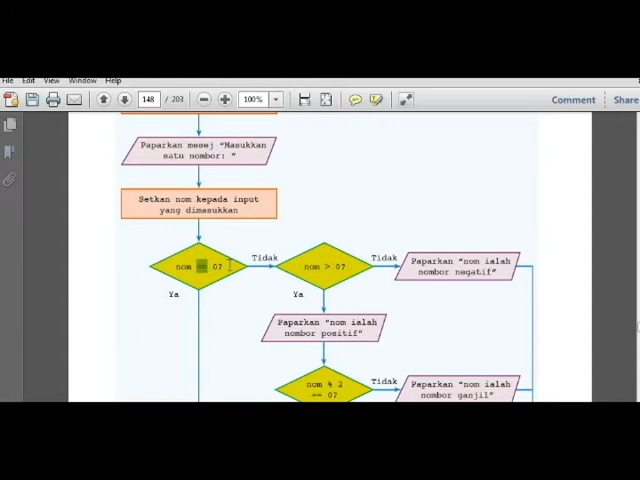 File Edit View Window Help
148 / 203 100% Comment Share
Paparkan mesej "Masukkan
satu nombor: "
Setkan nom kepada input
yang dimasukkan
nom == 0?
Tidak
nom > 0?
Tidak
Paparkan "nom ialah
nombor negatif"
Ya
Ya
Paparkan "nom ialah
nombor positif"
nom % 2
== 0?
Tidak
Paparkan "nom ialah
nombor ganjil"